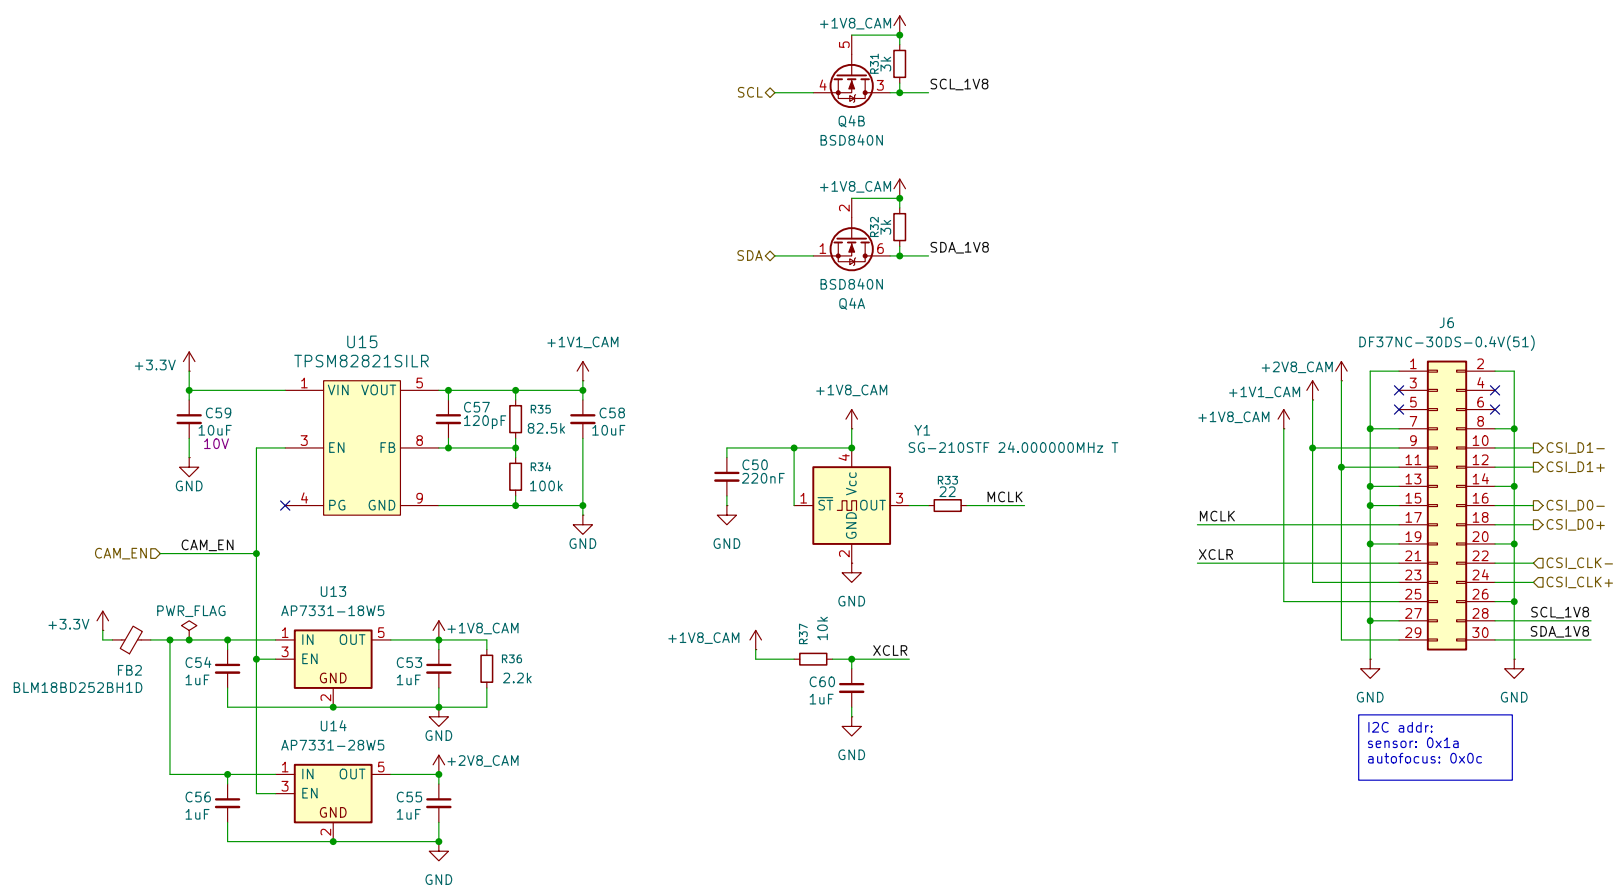 +1V8_CAM
5
R31
3k
SCL
4
3
SCL_1V8
Q4B
BSD840N
+1V8_CAM
2
R32
3k
SDA
1
6
SDA_1V8
BSD840N
Q4A
U15
TPSM82821SILR
+3.3V
+1V1_CAM
1
VIN
VOUT
5
C59
10uF
10V
C57
120pF
R35
82.5k
C58
10uF
3
EN
FB
8
R34
100k
4
PG
GND
9
GND
GND
CAM_EN
CAM_EN
+3.3V
PWR_FLAG
FB2
BLM18BD252BH1D
U13
AP7331-18W5
1
IN
OUT
5
3
EN
GND
2
+1V8_CAM
C54
1uF
C53
1uF
R36
2.2k
GND
U14
AP7331-28W5
1
IN
OUT
5
3
EN
GND
2
+2V8_CAM
C56
1uF
C55
1uF
GND
+1V8_CAM
Y1
SG-210STF 24.000000MHz T
C50
220nF
GND
4
Vcc
1
ST
OUT
3
GND
2
R33
22
MCLK
GND
+1V8_CAM
R37
10k
XCLR
C60
1uF
GND
J6
DF37NC-30DS-0.4V(51)
+2V8_CAM
+1V1_CAM
+1V8_CAM
1
2
3
4
5
6
7
8
9
10
CSI_D1-
11
12
CSI_D1+
13
14
15
16
CSI_D0-
MCLK
17
18
CSI_D0+
19
20
XCLR
21
22
CSI_CLK-
23
24
CSI_CLK+
25
26
27
28
SCL_1V8
29
30
SDA_1V8
GND
GND
I2C addr:
sensor: 0x1a
autofocus: 0x0c